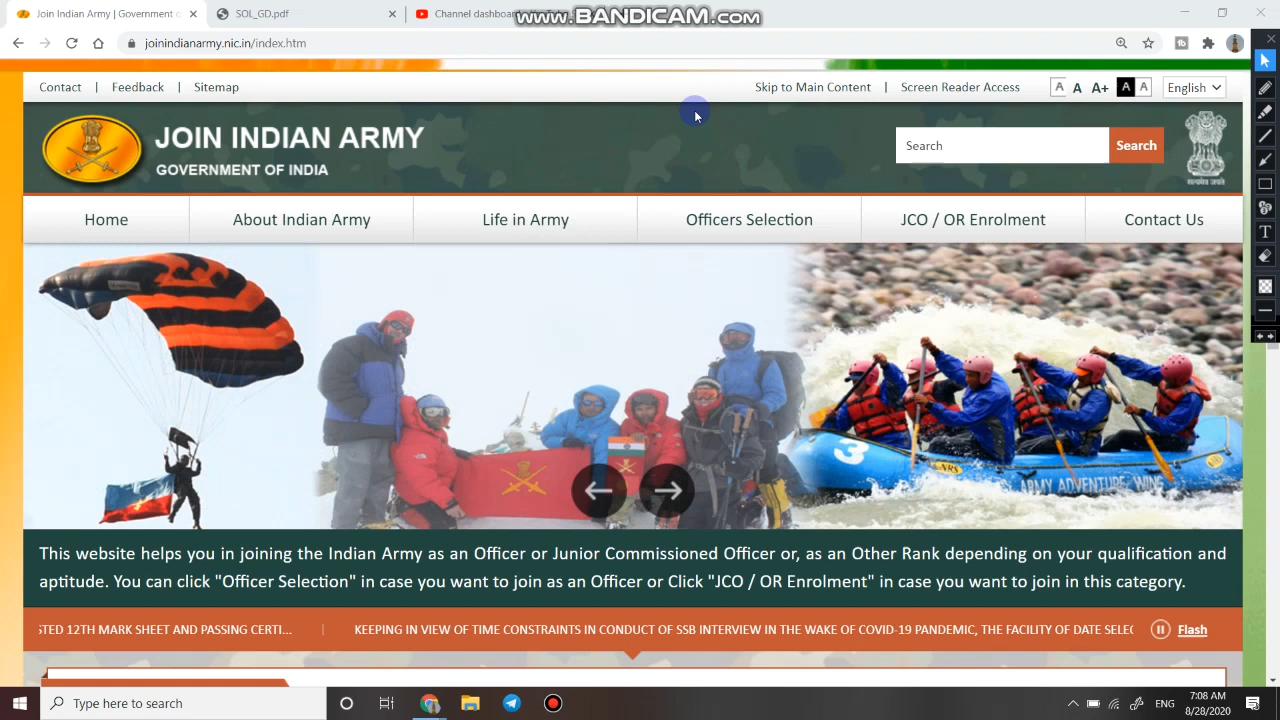 Join Indian Army | Government o
SOL_GD.pdf
Channel dashboard
www.BANDICAM.com
joinindianarmy.nic.in/index.htm
Contact | Feedback | Sitemap
Skip to Main Content | Screen Reader Access
A A A+ A A
English
JOIN INDIAN ARMY
GOVERNMENT OF INDIA
Search
Search
सत्यमेव जयते
Home
About Indian Army
Life in Army
Officers Selection
JCO / OR Enrolment
Contact Us
3
NRS
ARMY ADVENTURE WING
This website helps you in joining the Indian Army as an Officer or Junior Commissioned Officer or, as an Other Rank depending on your qualification and
aptitude. You can click "Officer Selection" in case you want to join as an Officer or Click "JCO / OR Enrolment" in case you want to join in this category.
STED 12TH MARK SHEET AND PASSING CERTI... | KEEPING IN VIEW OF TIME CONSTRAINTS IN CONDUCT OF SSB INTERVIEW IN THE WAKE OF COVID-19 PANDEMIC, THE FACILITY OF DATE SELEC
Flash
Type here to search
ENG
7:08 AM
8/28/2020